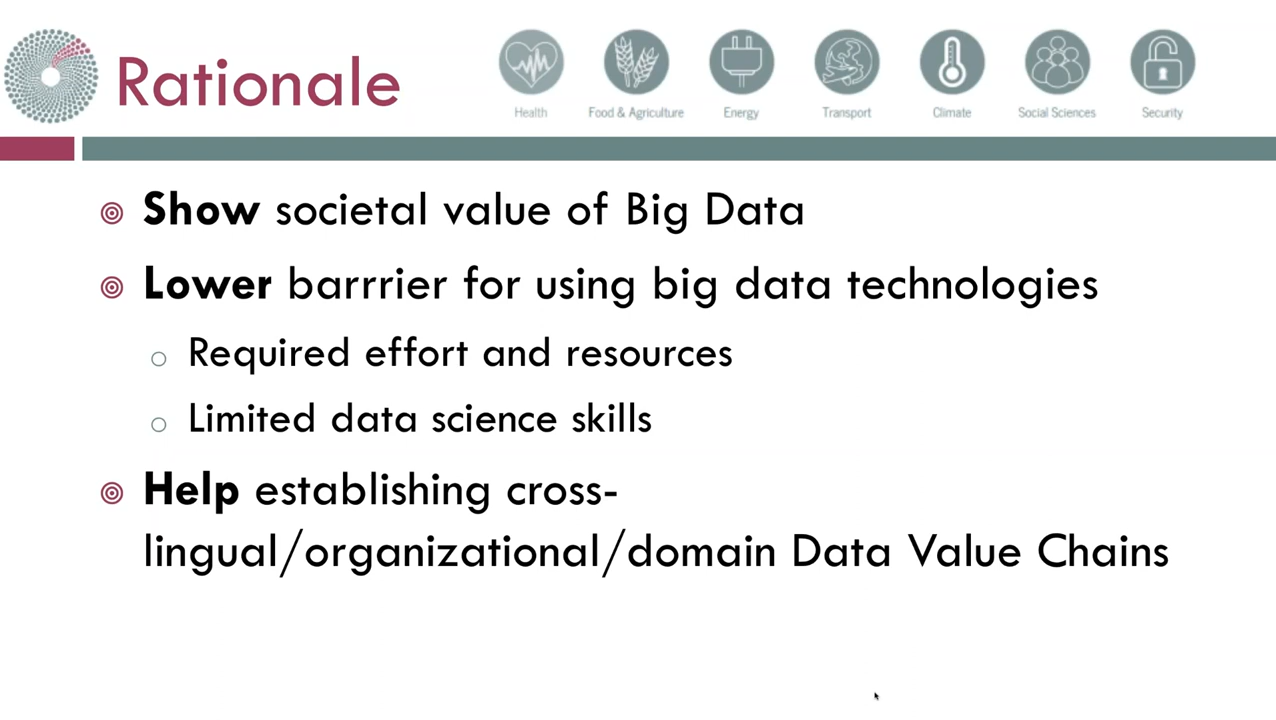 Rationale
Health
Food & Agriculture
Energy
Transport
Climate
Social Sciences
Security
Show societal value of Big Data
Lower barrrier for using big data technologies
Required effort and resources
Limited data science skills
Help establishing cross-
lingual/organizational/domain Data Value Chains